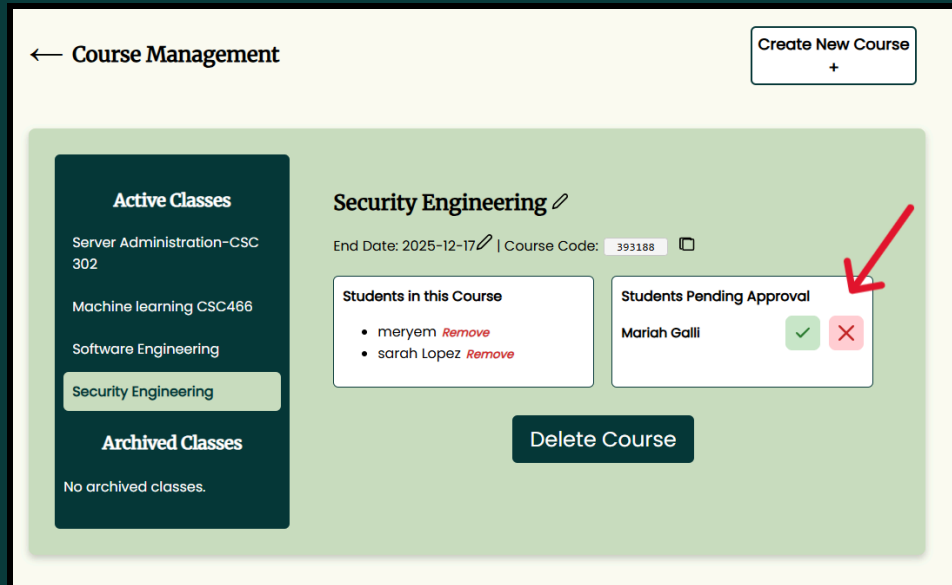 ← Course Management
Create New Course
+
Active Classes
Server Administration-CSC
302
Machine learning CSC466
Software Engineering
Security Engineering
Archived Classes
No archived classes.
Security Engineering
End Date: 2025-12-17 | Course Code: 393188
Students in this Course
• meryem Remove
• sarah Lopez Remove
Students Pending Approval
Mariah Galli
Delete Course